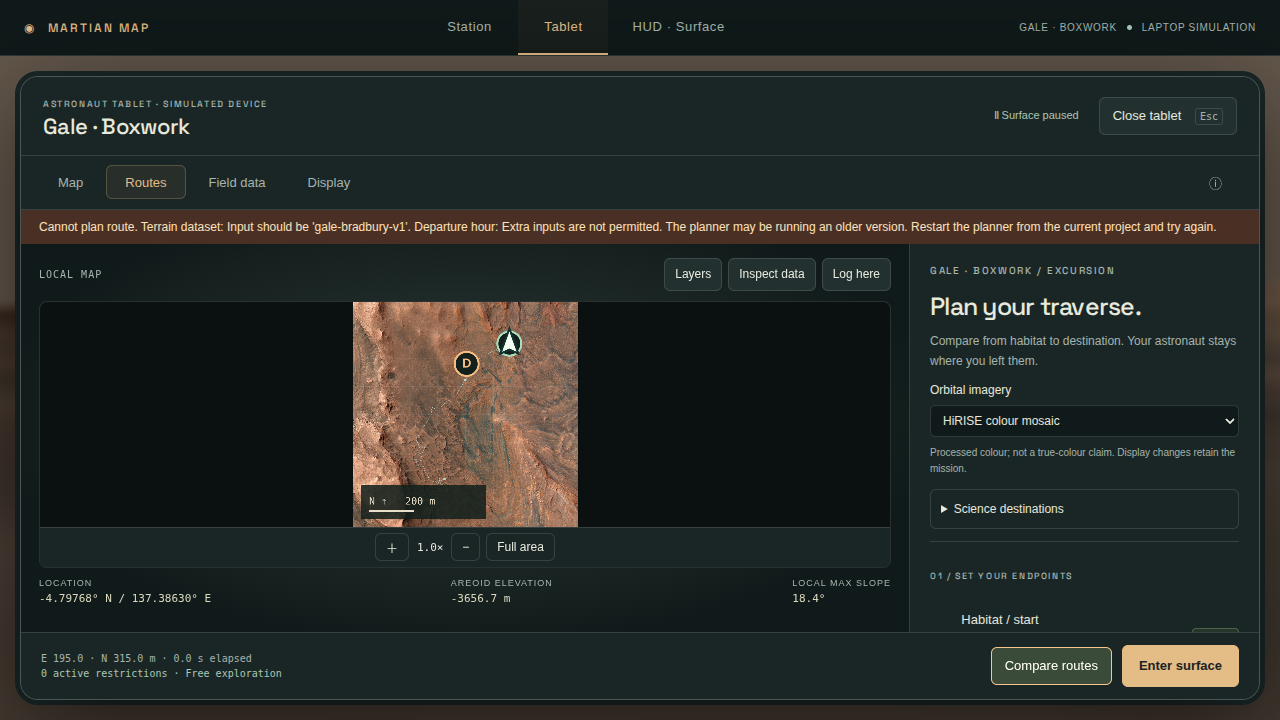 ◉ MARTIAN MAP
Station
Tablet
HUD · Surface
GALE · BOXWORK ● LAPTOP SIMULATION
ASTRONAUT TABLET · SIMULATED DEVICE
Gale · Boxwork
Ⅱ Surface paused
Close tablet Esc
Map
Routes
Field data
Display
ⓘ
Cannot plan route. Terrain dataset: Input should be 'gale-bradbury-v1'. Departure hour: Extra inputs are not permitted. The planner may be running an older version. Restart the planner from the current project and try again.
LOCAL MAP
Layers
Inspect data
Log here
D
N ↑ 200 m
+ 1.0× − Full area
LOCATION
-4.79768° N / 137.38630° E
AREOID ELEVATION
-3656.7 m
LOCAL MAX SLOPE
18.4°
GALE · BOXWORK / EXCURSION
Plan your traverse.
Compare from habitat to destination. Your astronaut stays
where you left them.
Orbital imagery
HiRISE colour mosaic
Processed colour; not a true-colour claim. Display changes retain the
mission.
▶ Science destinations
01 / SET YOUR ENDPOINTS
Habitat / start
E 195.0 · N 315.0 m · 0.0 s elapsed
0 active restrictions · Free exploration
Compare routes
Enter surface